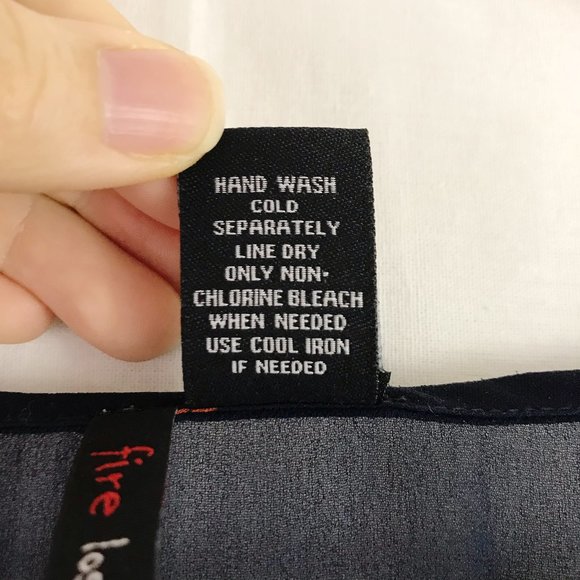 HAND WASH
COLD
SEPARATELY
LINE DRY
ONLY NON-
CHLORINE BLEACH
WHEN NEEDED
USE COOL IRON
IF NEEDED
fire